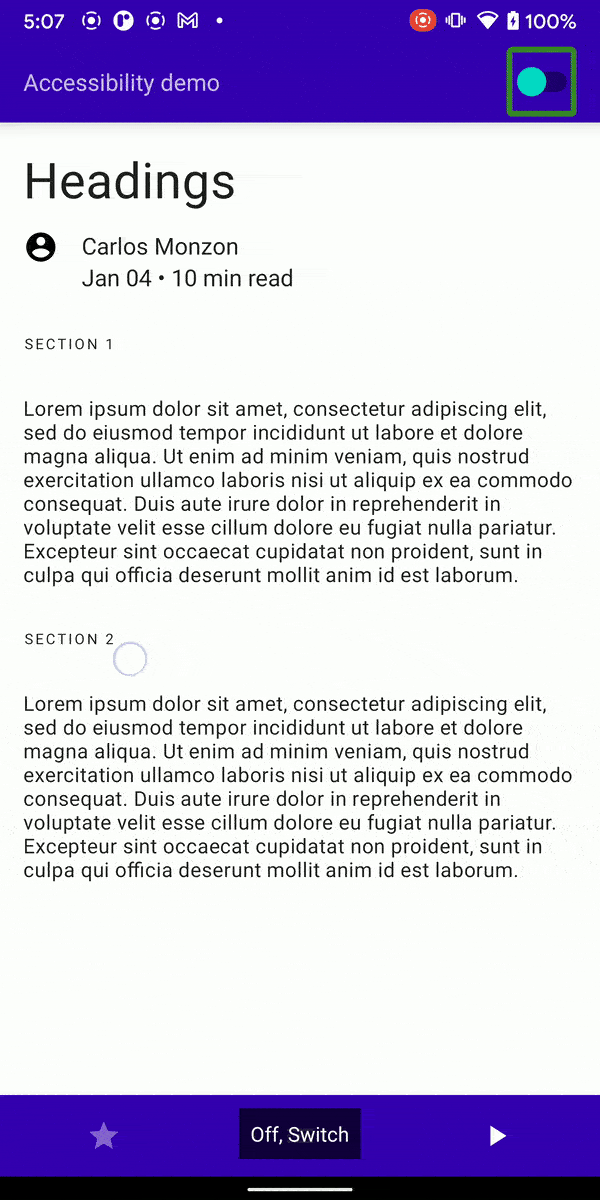 5:07
100%
Accessibility demo
Headings
Carlos Monzon
Jan 04 • 10 min read
SECTION 1
Lorem ipsum dolor sit amet, consectetur adipiscing elit,
sed do eiusmod tempor incididunt ut labore et dolore
magna aliqua. Ut enim ad minim veniam, quis nostrud
exercitation ullamco laboris nisi ut aliquip ex ea commodo
consequat. Duis aute irure dolor in reprehenderit in
voluptate velit esse cillum dolore eu fugiat nulla pariatur.
Excepteur sint occaecat cupidatat non proident, sunt in
culpa qui officia deserunt mollit anim id est laborum.
SECTION 2
Lorem ipsum dolor sit amet, consectetur adipiscing elit,
sed do eiusmod tempor incididunt ut labore et dolore
magna aliqua. Ut enim ad minim veniam, quis nostrud
exercitation ullamco laboris nisi ut aliquip ex ea commodo
consequat. Duis aute irure dolor in reprehenderit in
voluptate velit esse cillum dolore eu fugiat nulla pariatur.
Excepteur sint occaecat cupidatat non proident, sunt in
culpa qui officia deserunt mollit anim id est laborum.
Off, Switch